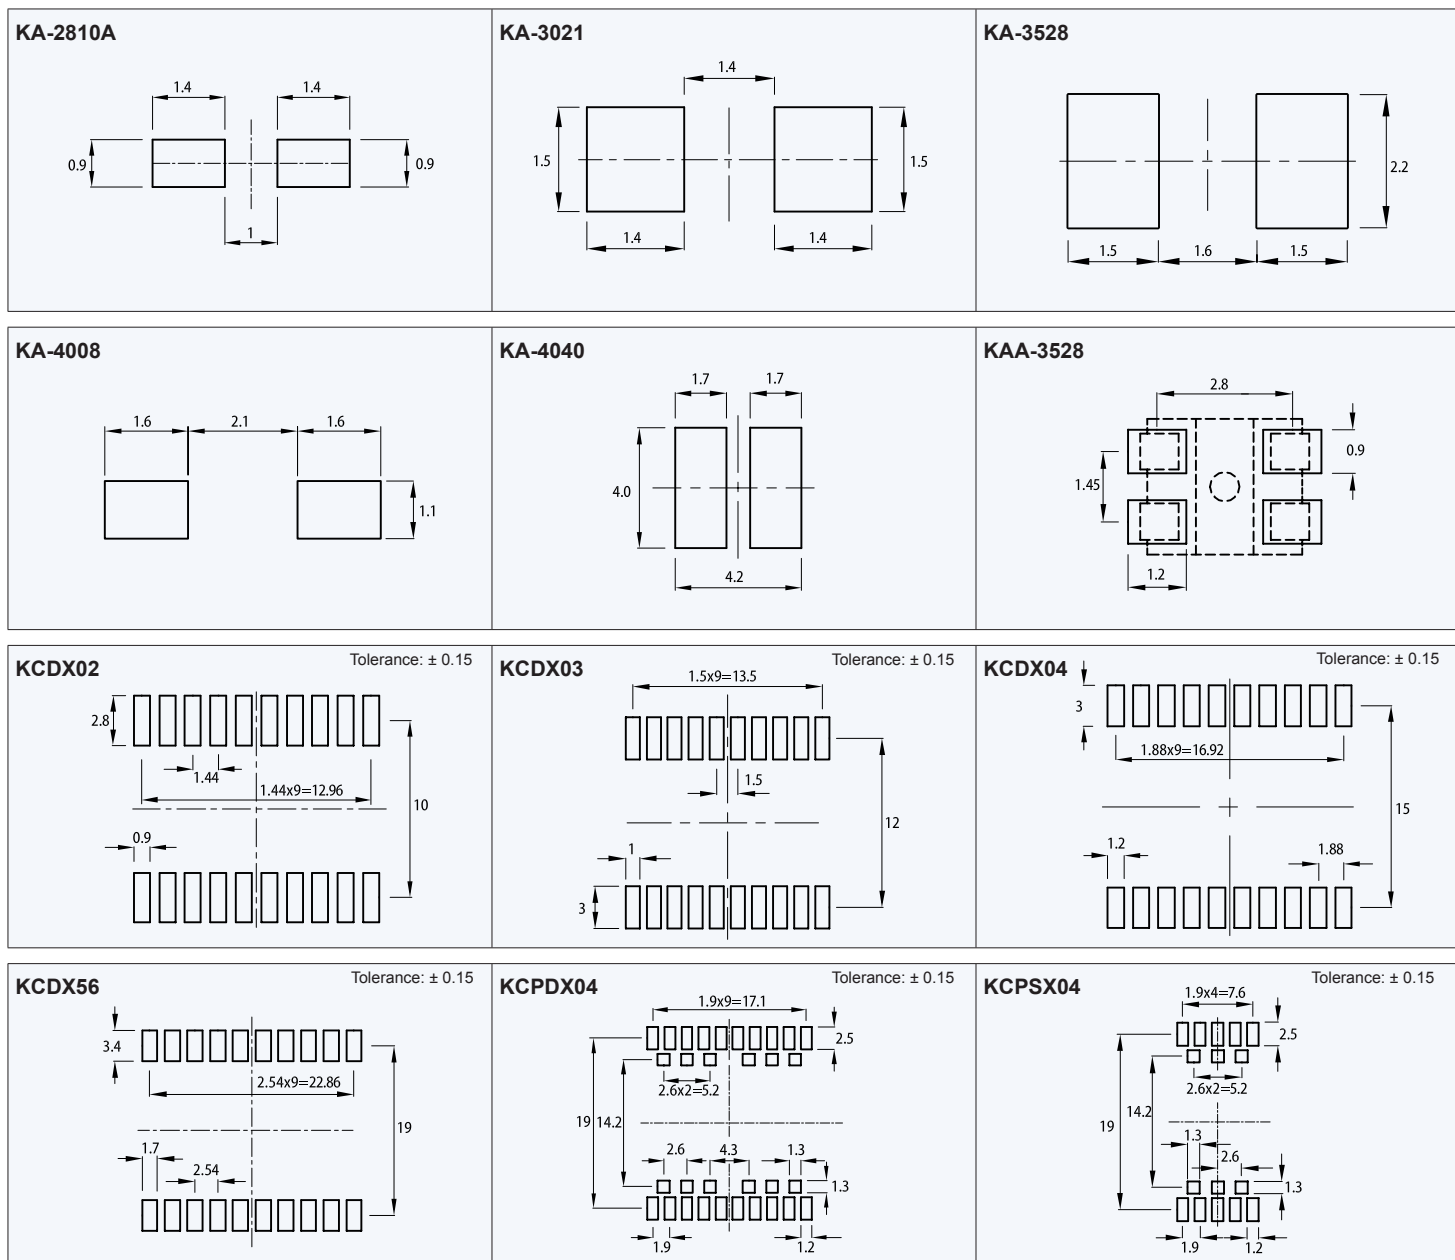 KA-2810A
1.4
1.4
0.9
0.9
1
KA-3021
1.4
1.5
1.5
1.4
1.4
KA-3528
2.2
1.5
1.6
1.5
KA-4008
1.6
2.1
1.6
1.1
KA-4040
1.7
1.7
4.0
4.2
KAA-3528
2.8
0.9
1.45
1.2
KCDX02
Tolerance: ± 0.15
2.8
1.44
1.44x9=12.96
10
0.9
KCDX03
Tolerance: ± 0.15
1.5x9=13.5
1.5
12
1
3
KCDX04
Tolerance: ± 0.15
3
1.88x9=16.92
15
1.2
1.88
KCDX56
Tolerance: ± 0.15
3.4
2.54x9=22.86
19
1.7
2.54
KCPDX04
Tolerance: ± 0.15
1.9x9=17.1
2.5
2.6x2=5.2
19
14.2
2.6
4.3
1.3
1.3
1.9
1.2
KCPSX04
Tolerance: ± 0.15
1.9x4=7.6
2.5
2.6x2=5.2
19
14.2
1.3
2.6
1.3
1.9
1.2